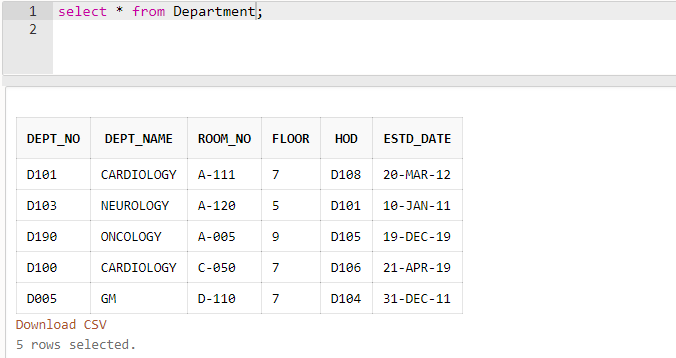 1 select * from Department;
2
DEPT_NO DEPT_NAME ROOM_NO FLOOR HOD ESTD_DATE
D101 CARDIOLOGY A-111 7 D108 20-MAR-12
D103 NEUROLOGY A-120 5 D101 10-JAN-11
D190 ONCOLOGY A-005 9 D105 19-DEC-19
D100 CARDIOLOGY C-050 7 D106 21-APR-19
D005 GM D-110 7 D104 31-DEC-11
Download CSV
5 rows selected.